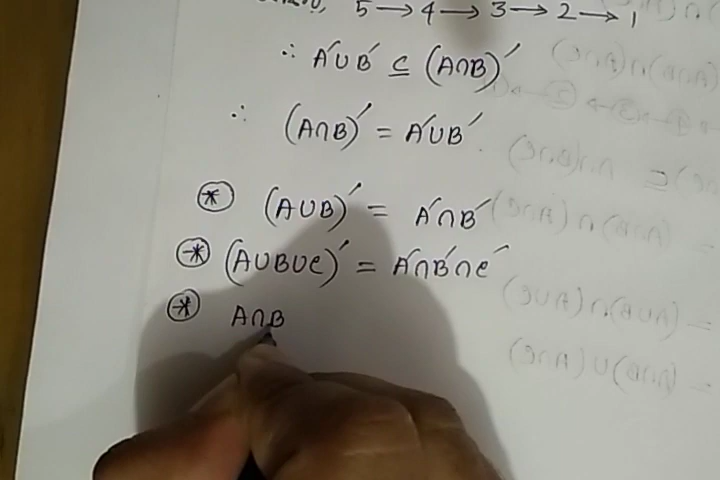 5 → 4 → 3 → 2 → 1
∴ A′∪B′ ⊆ (A∩B)′
∴ (A∩B)′ = A′∪B′.
⊛ (A∪B)′ = A′∩B′
⊛ (A∪B∪C)′ = A′∩B′∩C′
⊛ A∩B